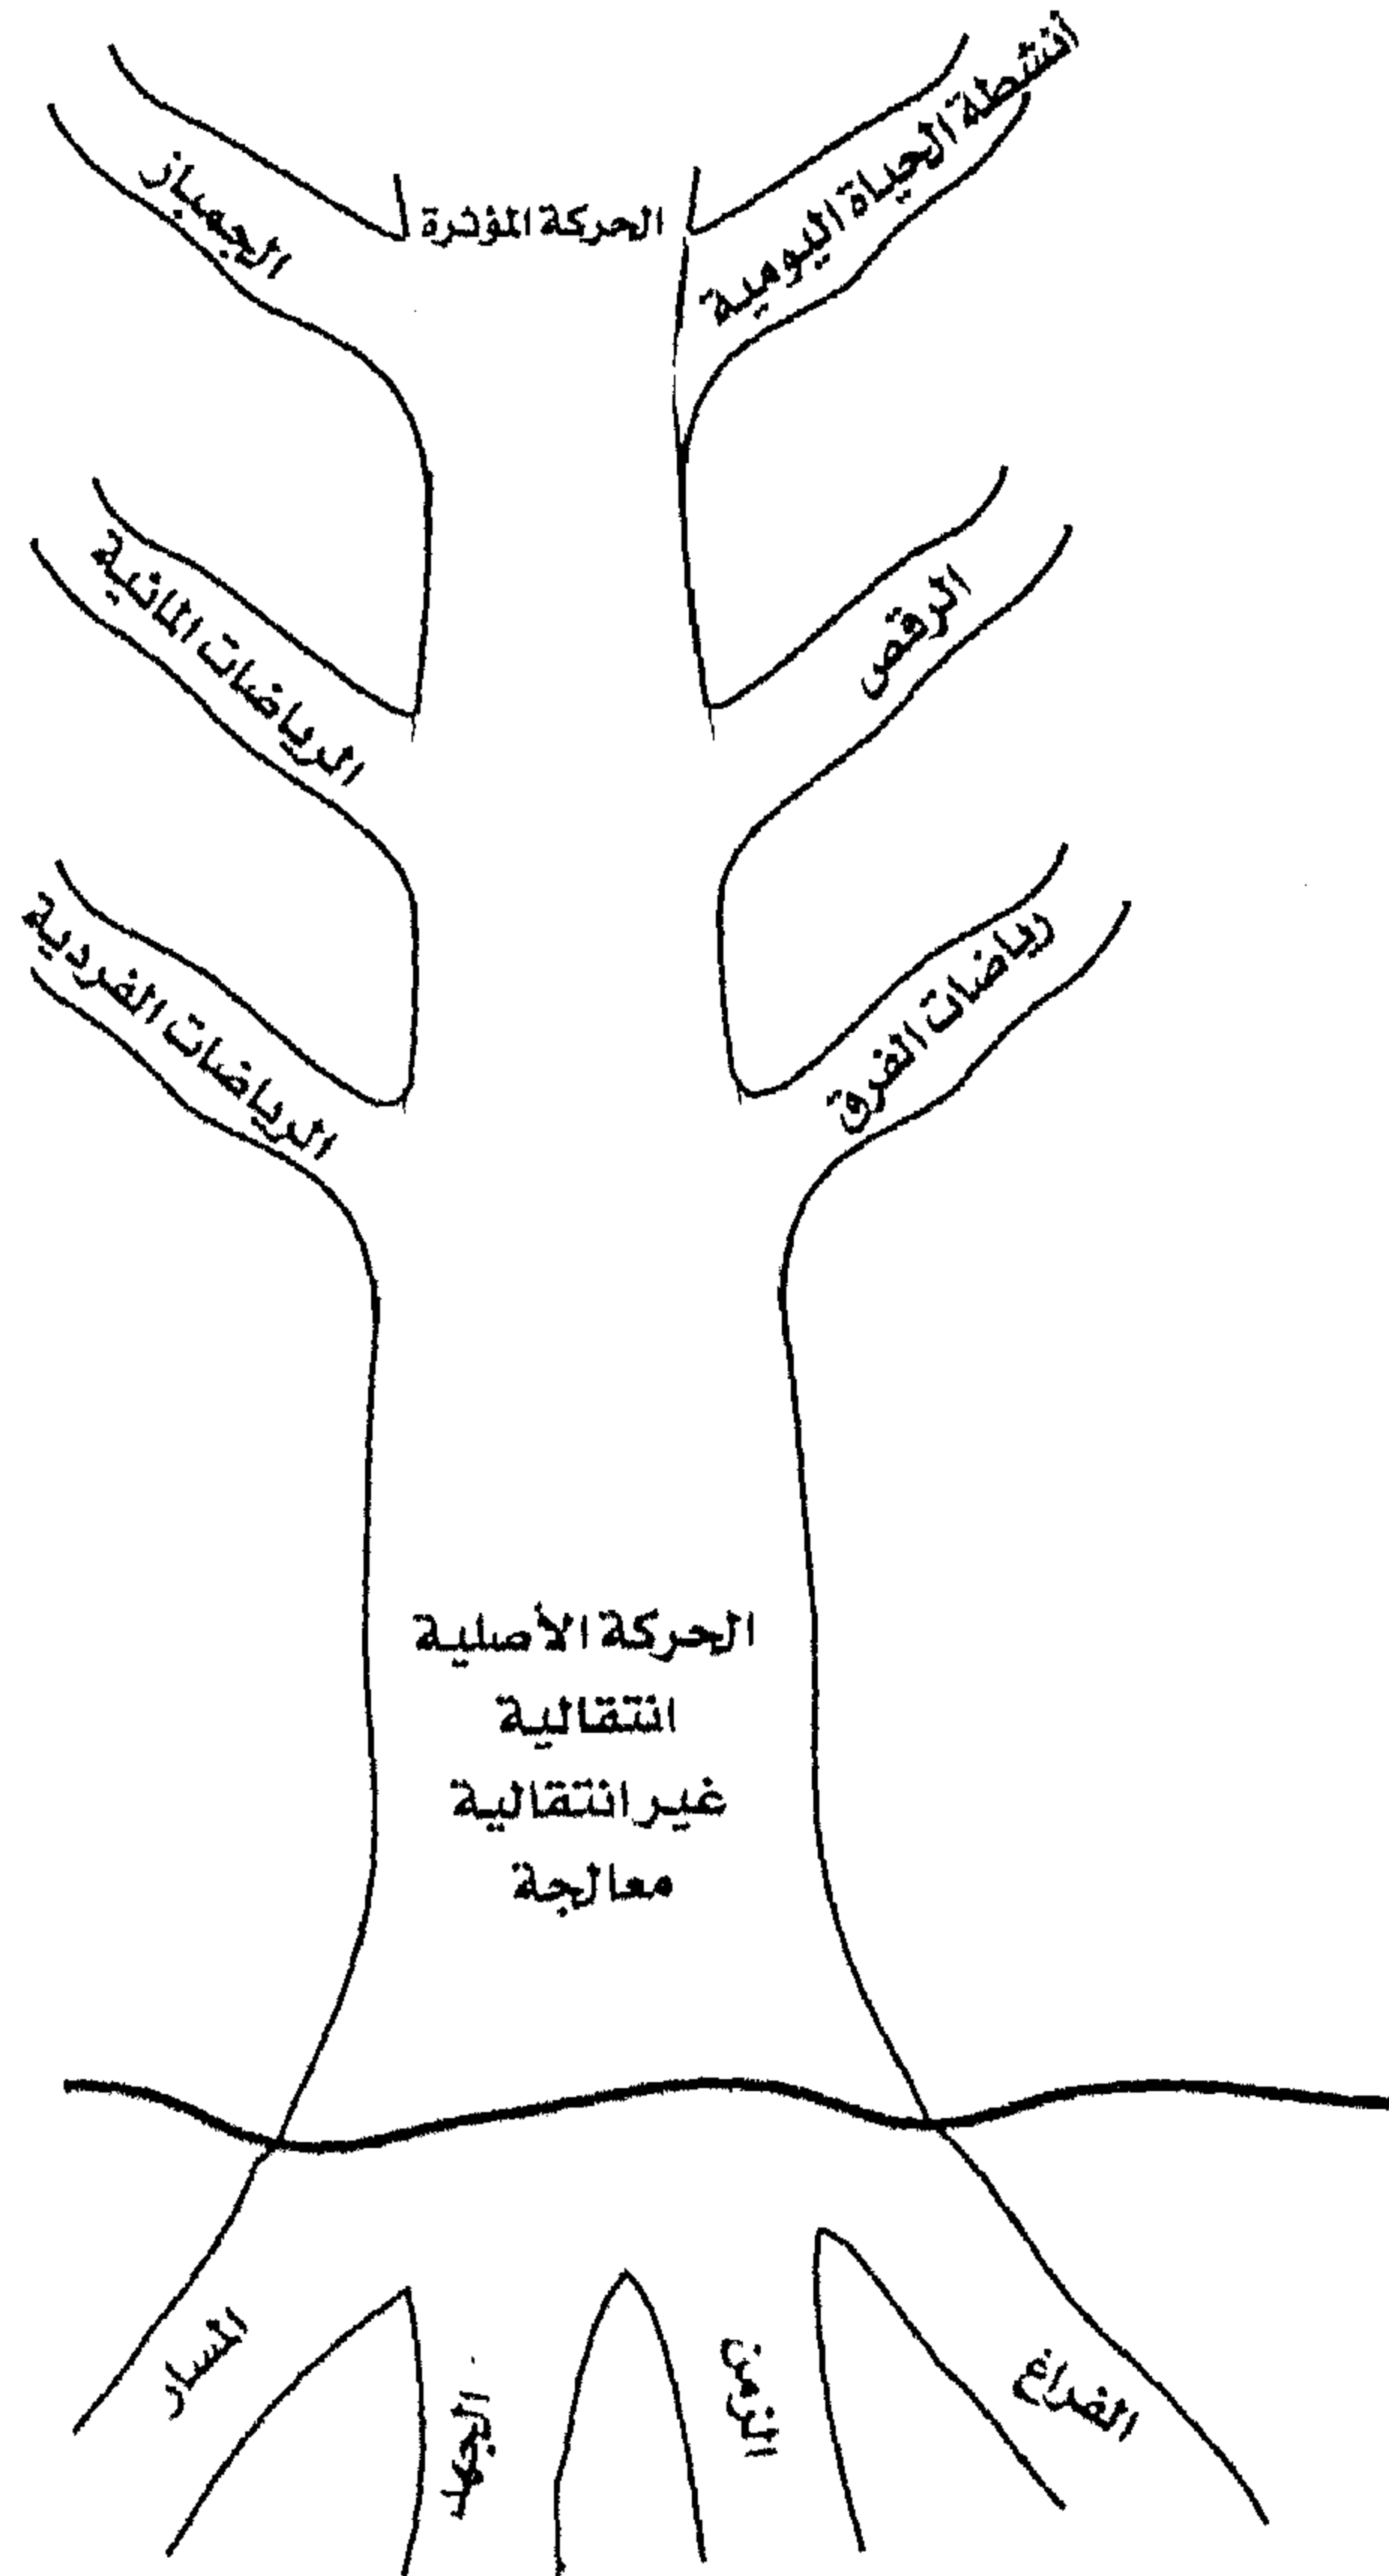 أنشطة الحياة اليومية
الحركة المؤثرة
الجمباز
الرقص
الرياضات المائية
رياضات الفرق
الرياضات الفردية
الحركة الأصلية
انتقالية
غير انتقالية
معالجة
الفراغ
الزمن
الجهد
المسار